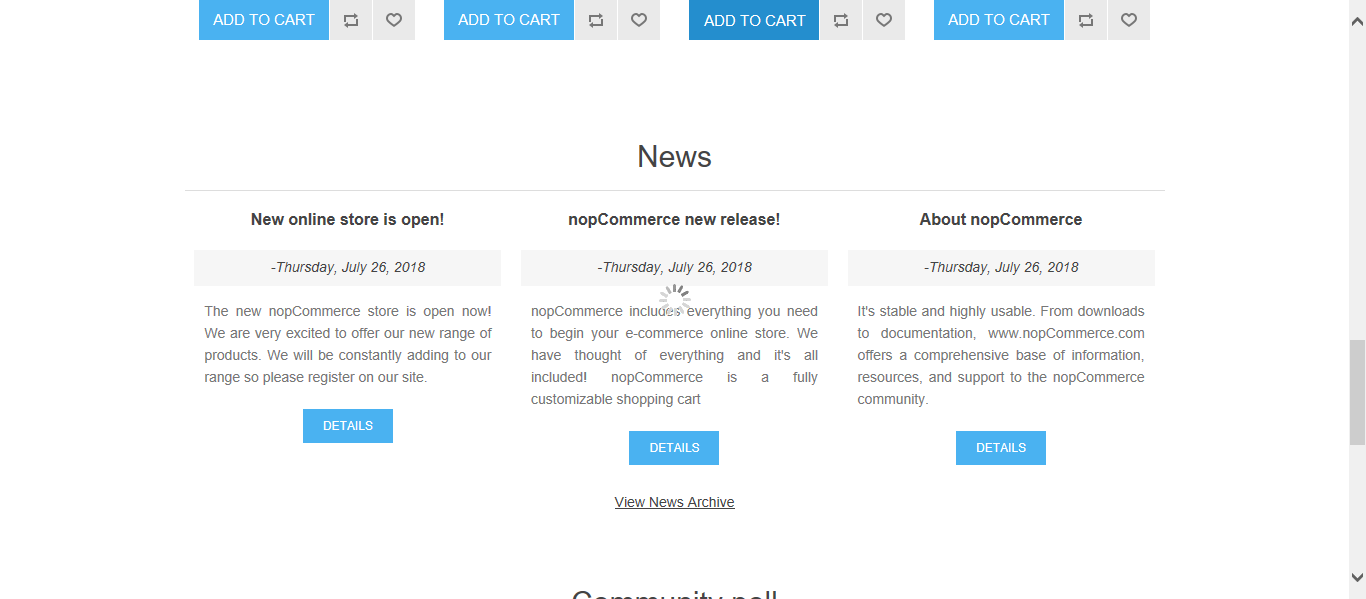 ADD TO CART ADD TO CART ADD TO CART ADD TO CART
News
New online store is open!
-Thursday, July 26, 2018
The new nopCommerce store is open now!
We are very excited to offer our new range of
products. We will be constantly adding to our
range so please register on our site.
DETAILS
nopCommerce new release!
-Thursday, July 26, 2018
nopCommerce includes everything you need
to begin your e-commerce online store. We
have thought of everything and it's all
included! nopCommerce is a fully
customizable shopping cart
DETAILS
About nopCommerce
-Thursday, July 26, 2018
It's stable and highly usable. From downloads
to documentation, www.nopCommerce.com
offers a comprehensive base of information,
resources, and support to the nopCommerce
community.
DETAILS
View News Archive
Community poll